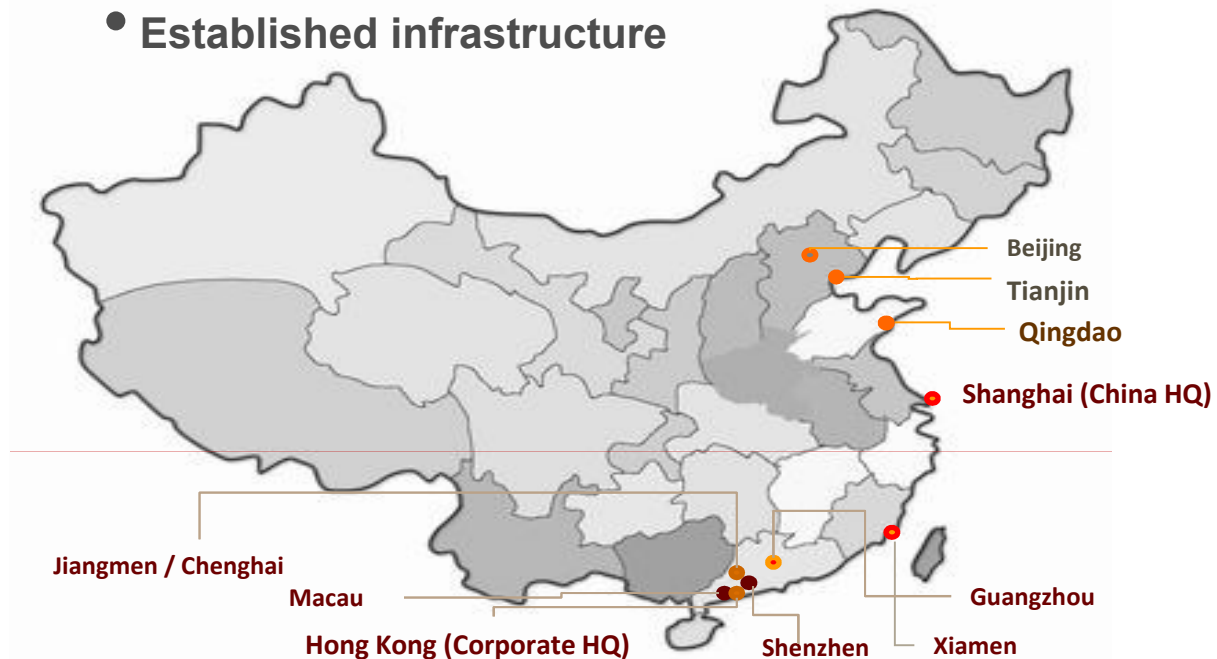 • Established infrastructure
Beijing
Tianjin
Qingdao
Shanghai (China HQ)
Jiangmen / Chenghai
Macau
Guangzhou
Hong Kong (Corporate HQ)
Shenzhen
Xiamen